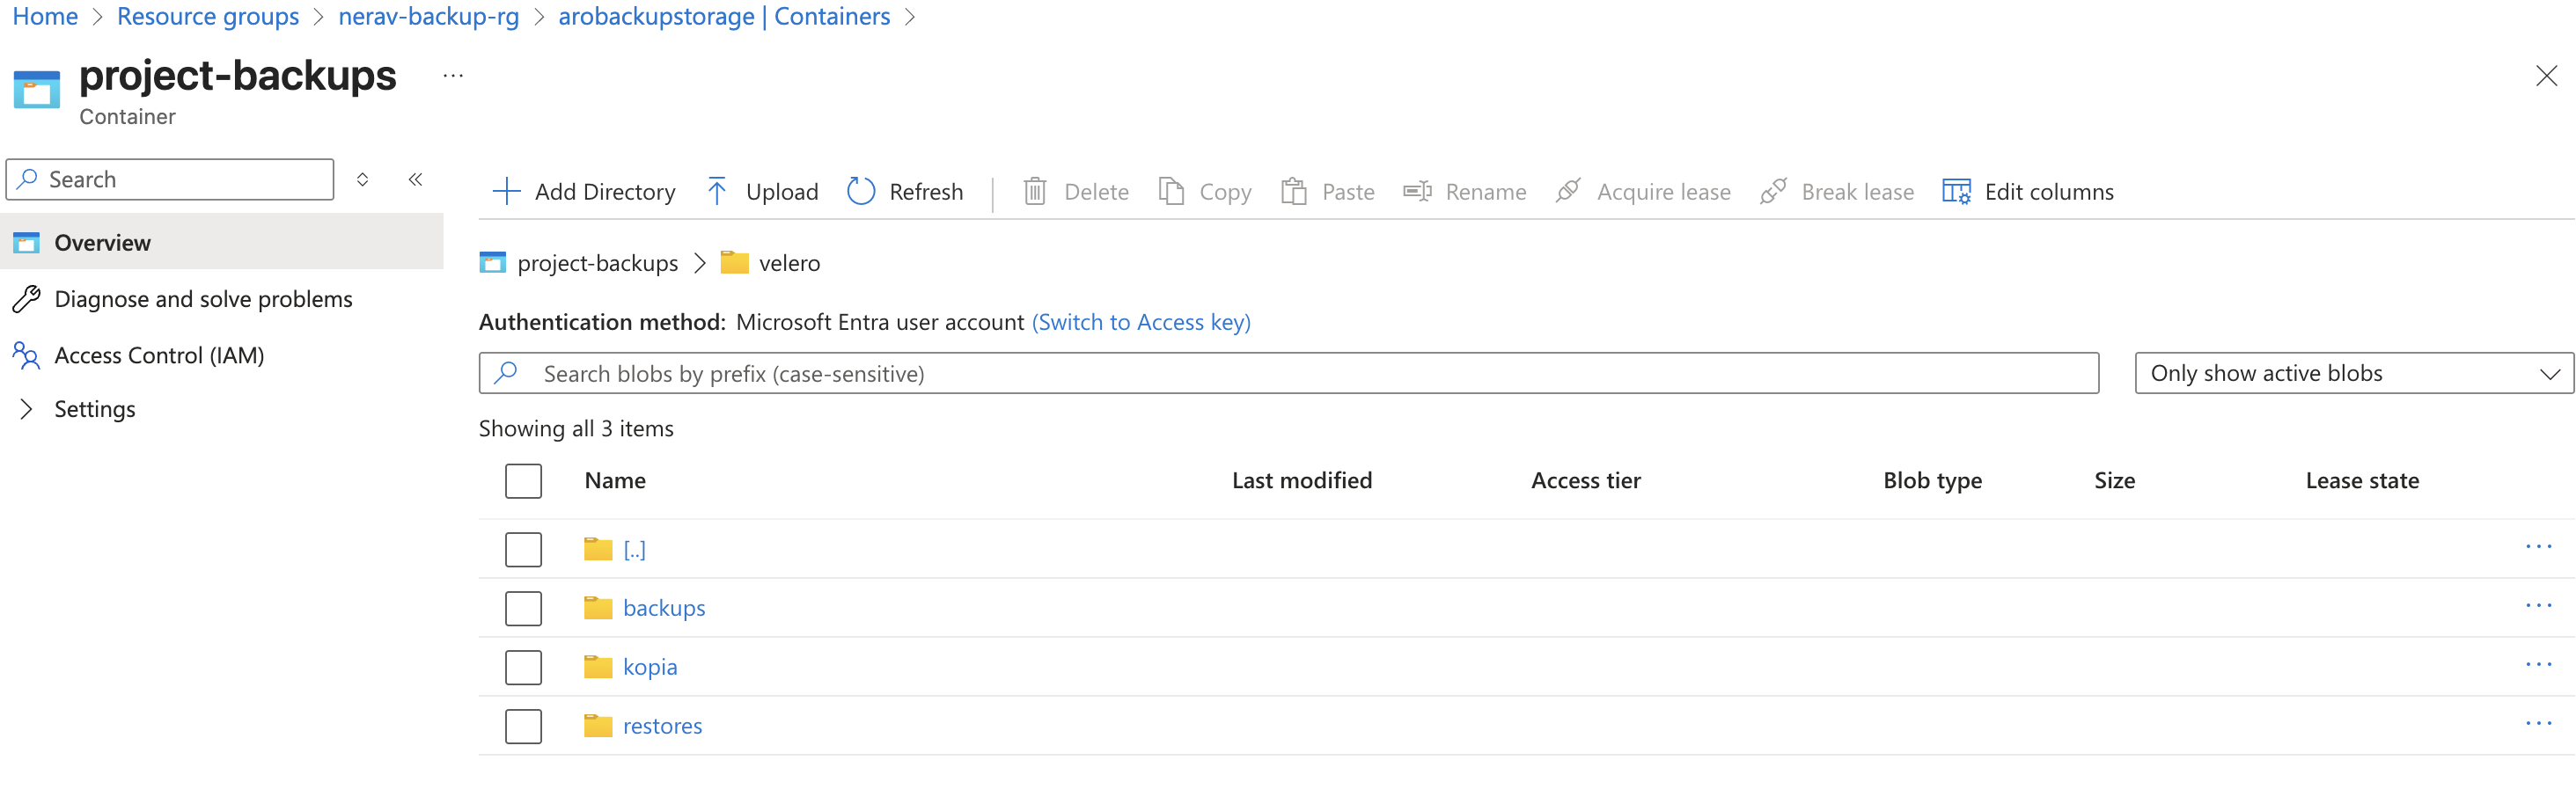 Home > Resource groups > nerav-backup-rg > arobackupstorage | Containers >
project-backups ...
Container
Search
Overview
Diagnose and solve problems
Access Control (IAM)
Settings
Add Directory Upload Refresh Delete Copy Paste Rename Acquire lease Break lease Edit columns
project-backups > velero
Authentication method: Microsoft Entra user account (Switch to Access key)
Search blobs by prefix (case-sensitive) Only show active blobs
Showing all 3 items
Name Last modified Access tier Blob type Size Lease state
[..] ...
backups ...
kopia ...
restores ...